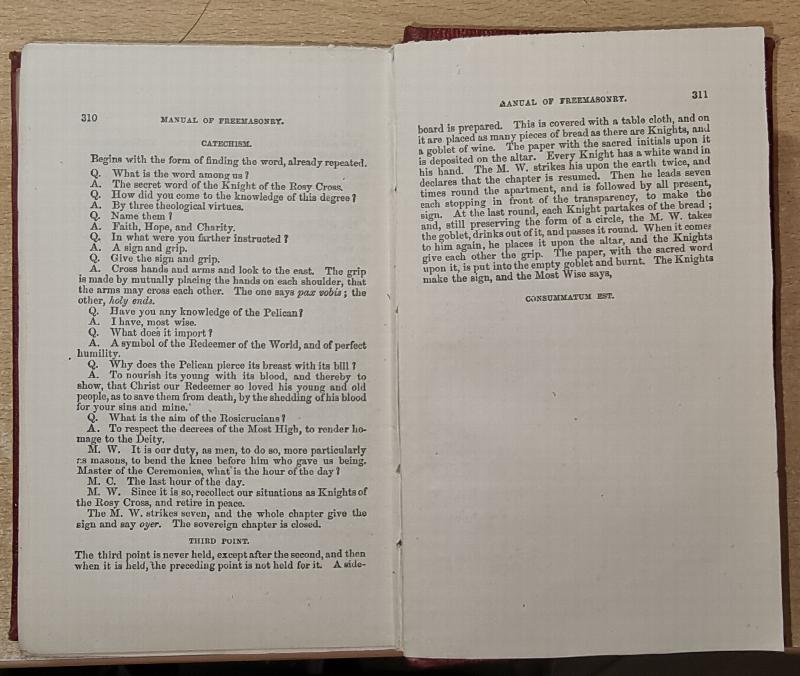 310
MANUAL OF FREEMASONRY.
CATECHISM.
Begins with the form of finding the word, already repeated.
Q. What is the word among us?
A. The secret word of the Knight of the Rosy Cross.
Q. How did you come to the knowledge of this degree?
A. By three theological virtues.
Q. Name them?
A. Faith, Hope, and Charity.
Q. In what were you farther instructed?
A. A sign and grip.
Q. Give the sign and grip.
A. Cross hands and arms and look to the east. The grip
is made by mutually placing the hands on each shoulder, that
the arms may cross each other. The one says pax vobis; the
other, holy ends.
Q. Have you any knowledge of the Pelican?
A. I have, most wise.
Q. What does it import?
A. A symbol of the Redeemer of the World, and of perfect
humility.
Q. Why does the Pelican pierce its breast with its bill?
A. To nourish its young with its blood, and thereby to
show, that Christ our Redeemer so loved his young and old
people, as to save them from death, by the shedding of his blood
for your sins and mine.
Q. What is the aim of the Rosicrucians?
A. To respect the decrees of the Most High, to render ho-
mage to the Deity.
M. W. It is our duty, as men, to do so, more particularly
as masons, to bend the knee before him who gave us being.
Master of the Ceremonies, what is the hour of the day?
M. C. The last hour of the day.
M. W. Since it is so, recollect our situations as Knights of
the Rosy Cross, and retire in peace.
The M. W. strikes seven, and the whole chapter give the
sign and say oyer. The sovereign chapter is closed.
THIRD POINT.
The third point is never held, except after the second, and then
when it is held, the preceding point is not held for it. A side-
MANUAL OF FREEMASONRY.
311
board is prepared. This is covered with a table cloth, and on
it are placed as many pieces of bread as there are Knights, and
a goblet of wine. The paper with the sacred initials upon it
is deposited on the altar. Every Knight has a white wand in
his hand. The M. W. strikes his upon the earth twice, and
declares that the chapter is resumed. Then he leads seven
times round the apartment, and is followed by all present,
each stopping in front of the transparency, to make the
sign. At the last round, each Knight partakes of the bread;
and, still preserving the form of a circle, the M. W. takes
the goblet, drinks out of it, and passes it round. When it comes
to him again, he places it upon the altar, and the Knights
give each other the grip. The paper, with the sacred word
upon it, is put into the empty goblet and burnt. The Knights
make the sign, and the Most Wise says,
CONSUMMATUM EST.